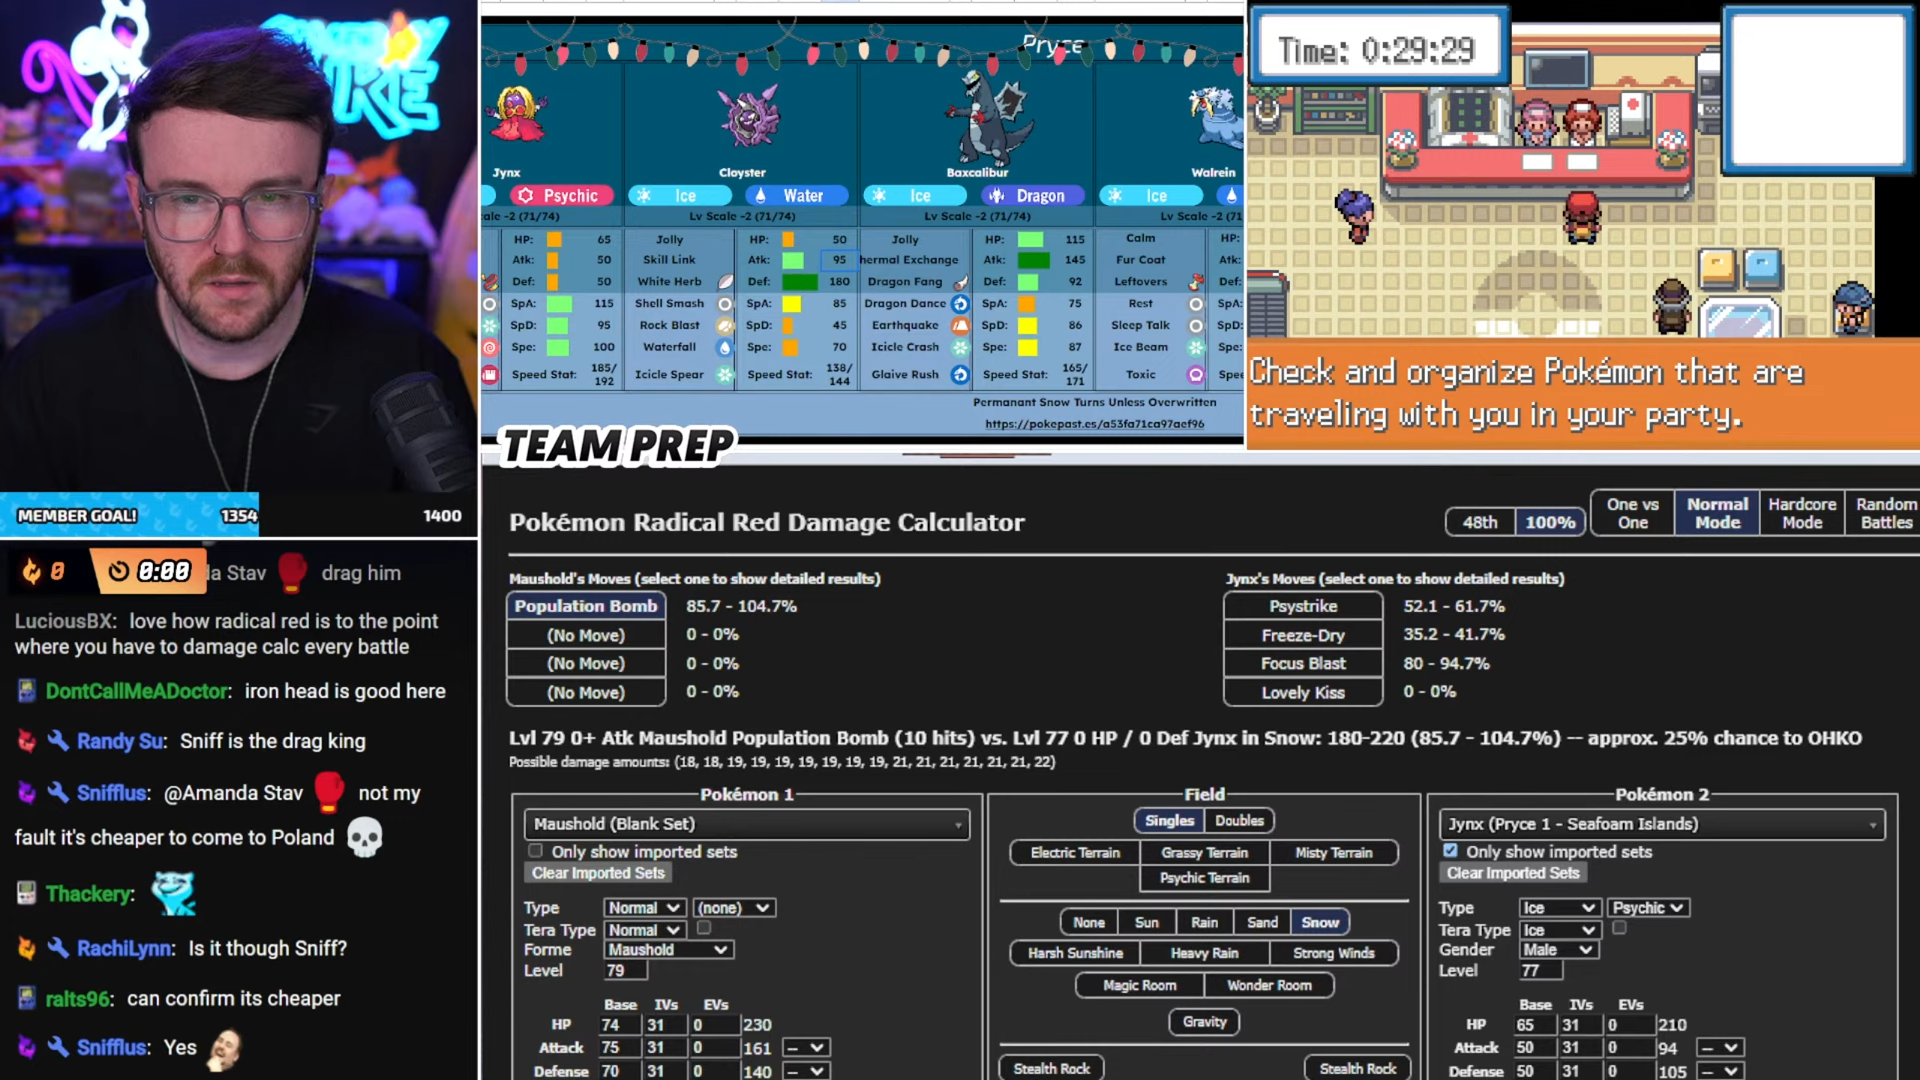 MEMBER GOAL! 1354 1400
0 0:00 da Stav drag him
LuciousBX: love how radical red is to the point
where you have to damage calc every battle
DontCallMeADoctor: iron head is good here
Randy Su: Sniff is the drag king
Snifflus: @Amanda Stav not my
fault it's cheaper to come to Poland
Thackery:
RachiLynn: Is it though Sniff?
ralts96: can confirm its cheaper
Snifflus: Yes
Pryce
Jynx Cloyster Baxcalibur Walrein
Psychic Ice Water Ice Dragon Ice
cale -2 (71/74) Lv Scale -2 (71/74) Lv Scale -2 (71/74) Lv Sc
HP: 65 Jolly HP: 50 Jolly HP: 115 Calm HP:
Atk: 50 Skill Link Atk: 95 hermal Exchange Atk: 145 Fur Coat Atk:
Def: 50 White Herb Def: 180 Dragon Fang Def: 92 Leftovers Def:
SpA: 115 Shell Smash SpA: 85 Dragon Dance SpA: 75 Rest SpA:
SpD: 95 Rock Blast SpD: 45 Earthquake SpD: 86 Sleep Talk SpD:
Spe: 100 Waterfall Spe: 70 Icicle Crash Spe: 87 Ice Beam Spe:
Speed Stat: 185/192 Icicle Spear Speed Stat: 138/144 Glaive Rush Speed Stat: 165/171 Toxic Speed
Permanant Snow Turns Unless Overwritten
https://pokepast.es/a53fa71ca97aef96
TEAM PREP
Time: 0:29:29
Check and organize Pokémon that are
traveling with you in your party.
Pokémon Radical Red Damage Calculator
48th 100% One vs One Normal Mode Hardcore Mode Random Battles
Maushold's Moves (select one to show detailed results)
Population Bomb 85.7 - 104.7%
(No Move) 0 - 0%
(No Move) 0 - 0%
(No Move) 0 - 0%
Jynx's Moves (select one to show detailed results)
Psystrike 52.1 - 61.7%
Freeze-Dry 35.2 - 41.7%
Focus Blast 80 - 94.7%
Lovely Kiss 0 - 0%
Lvl 79 0+ Atk Maushold Population Bomb (10 hits) vs. Lvl 77 0 HP / 0 Def Jynx in Snow: 180-220 (85.7 - 104.7%) -- approx. 25% chance to OHKO
Possible damage amounts: (18, 18, 19, 19, 19, 19, 19, 19, 19, 21, 21, 21, 21, 21, 21, 22)
Pokémon 1
Maushold (Blank Set)
Only show imported sets
Clear Imported Sets
Type Normal (none)
Tera Type Normal
Forme Maushold
Level 79
Base IVs EVs
HP 74 31 0 230
Attack 75 31 0 161 --
Defense 70 31 0 140 --
Field
Singles Doubles
Electric Terrain Grassy Terrain Misty Terrain
Psychic Terrain
None Sun Rain Sand Snow
Harsh Sunshine Heavy Rain Strong Winds
Magic Room Wonder Room
Gravity
Stealth Rock Stealth Rock
Pokémon 2
Jynx (Pryce 1 - Seafoam Islands)
Only show imported sets
Clear Imported Sets
Type Ice Psychic
Tera Type Ice
Gender Male
Level 77
Base IVs EVs
HP 65 31 0 210
Attack 50 31 0 94 --
Defense 50 31 0 105 --